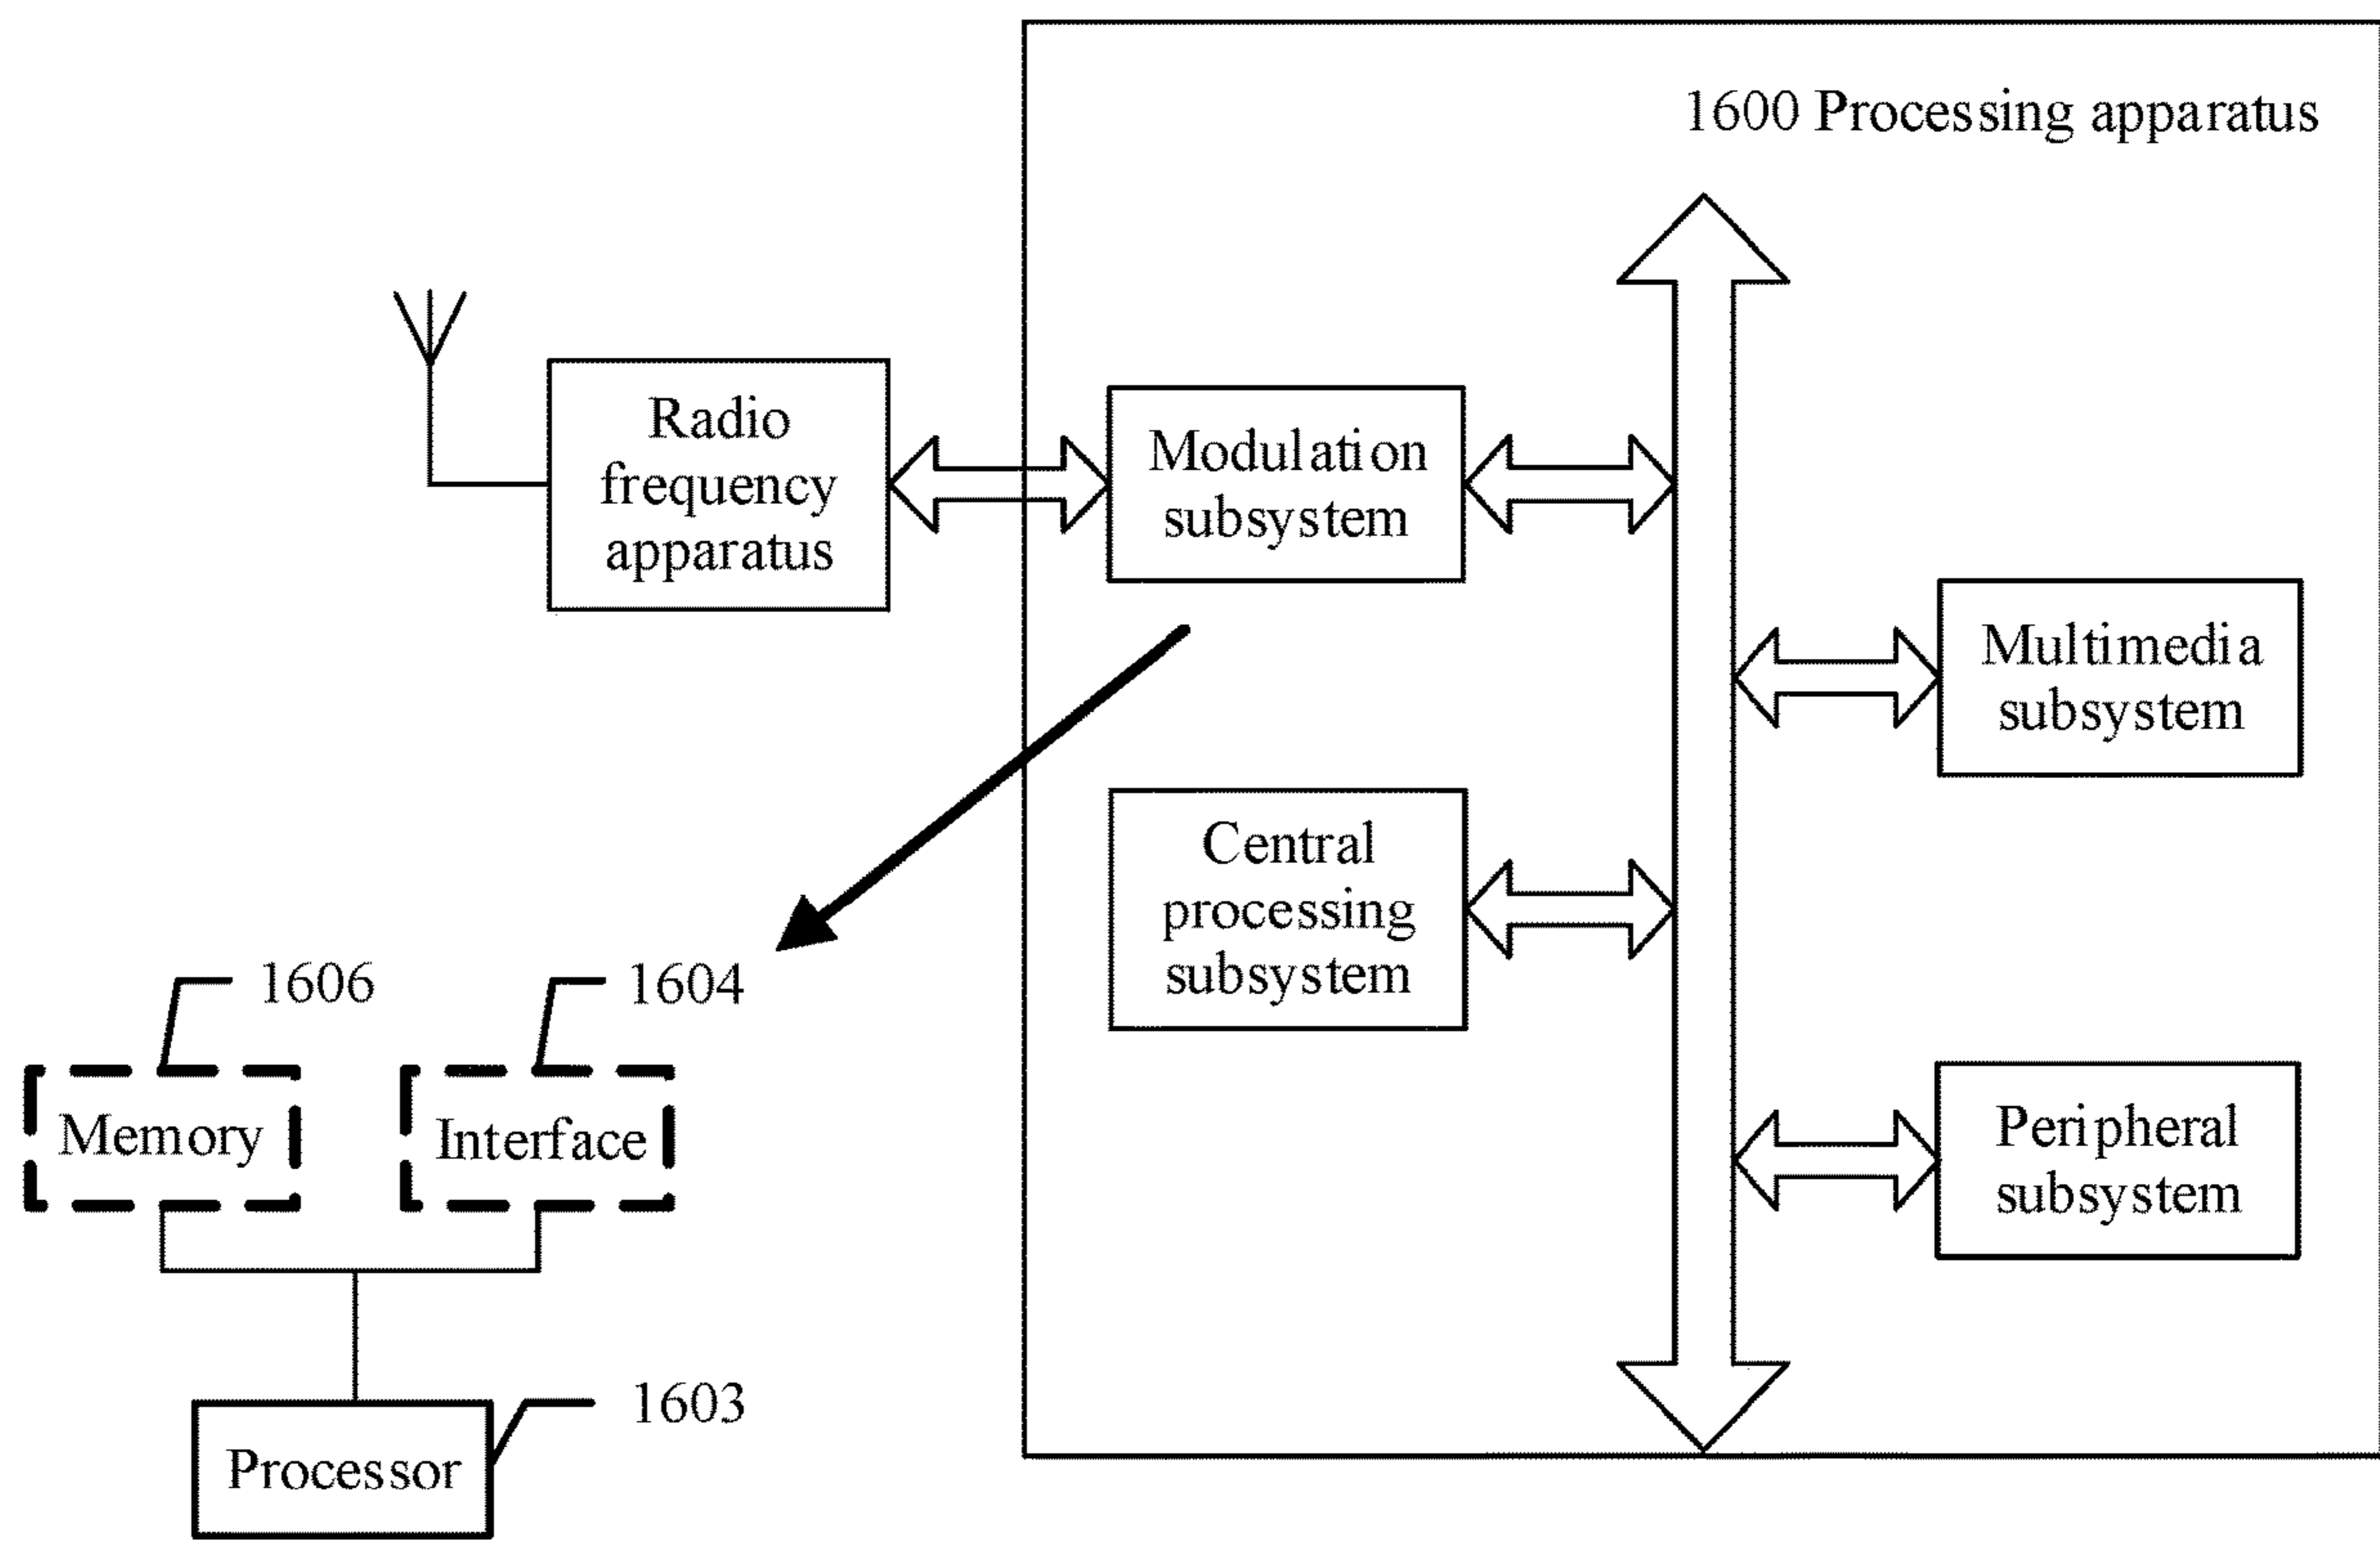 1600 Processing apparatus
Radio
frequency
apparatus
Modulation
subsystem
Multimedia
subsystem
Central
processing
subsystem
1606
1604
Memory
Interface
Peripheral
subsystem
1603
Processor